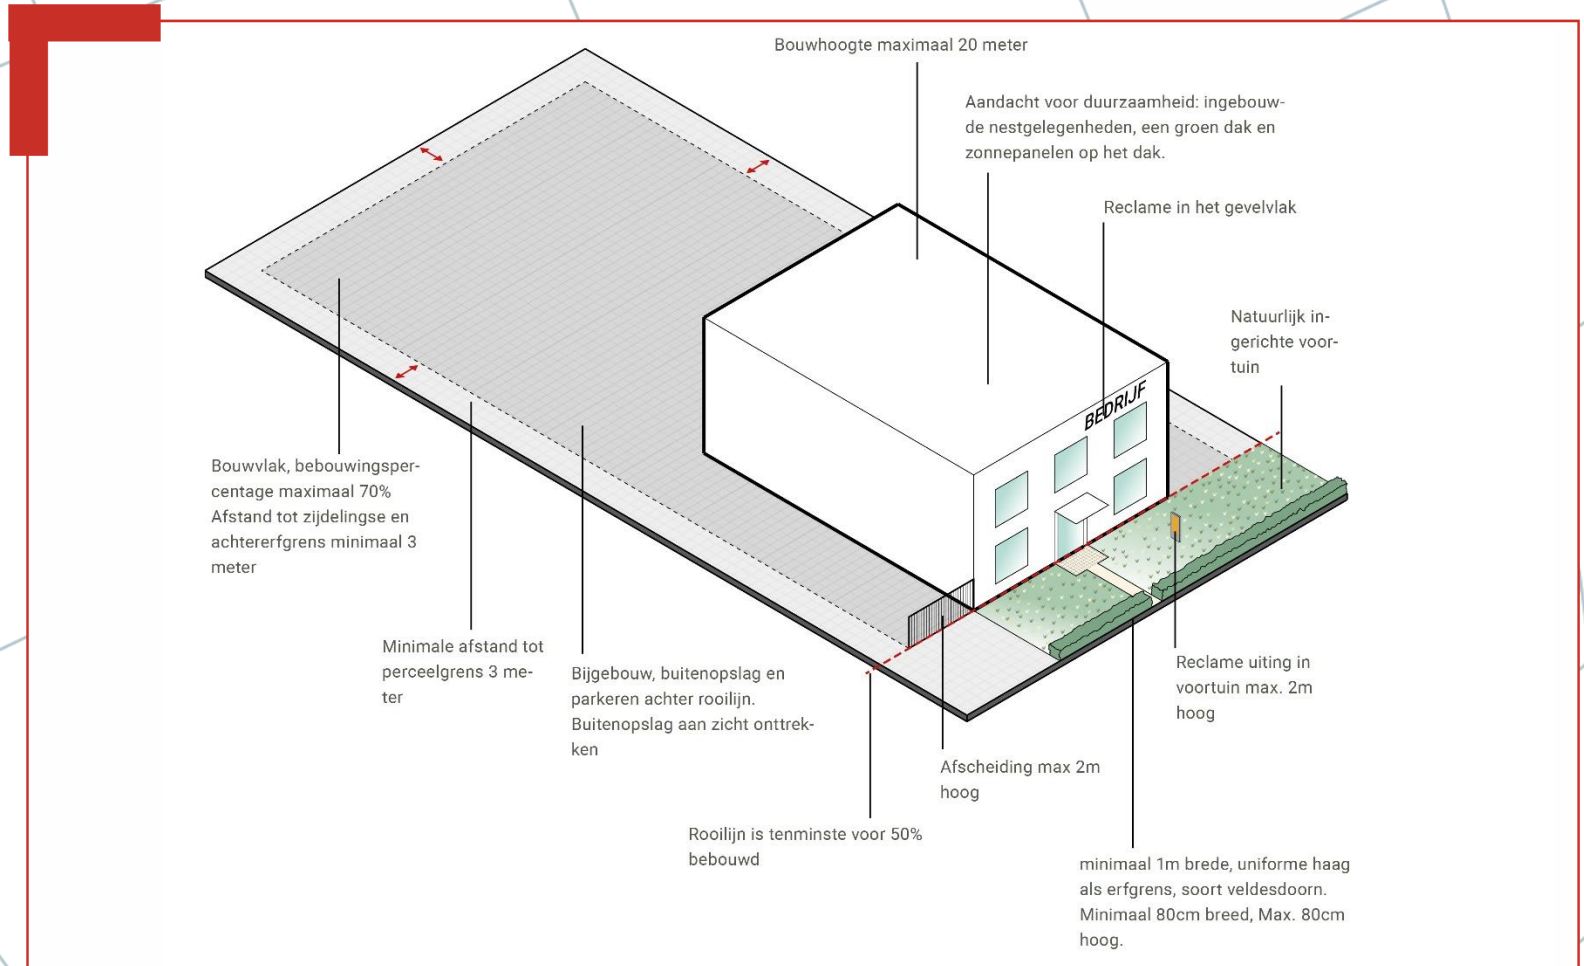 Bouwhoogte maximaal 20 meter
Aandacht voor duurzaamheid: ingebouw-
de nestgelegenheden, een groen dak en
zonnepanelen op het dak.
Reclame in het gevelvlak
Natuurlijk in-
gerichte voor-
tuin
BEDRIJF
Bouwvlak, bebouwingsper-
centage maximaal 70%
Afstand tot zijdelingse en
achtererfgrens minimaal 3
meter
Minimale afstand tot
perceelgrens 3 me-
ter
Bijgebouw, buitenopslag en
parkeren achter rooilijn.
Buitenopslag aan zicht onttrek-
ken
Reclame uiting in
voortuin max. 2m
hoog
Afscheiding max 2m
hoog
Rooilijn is tenminste voor 50%
bebouwd
minimaal 1m brede, uniforme haag
als erfgrens, soort veldesdoorn.
Minimaal 80cm breed, Max. 80cm
hoog.